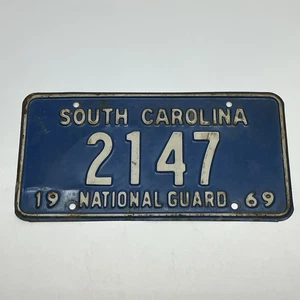 SOUTH CAROLINA
2147
19 NATIONAL GUARD 69